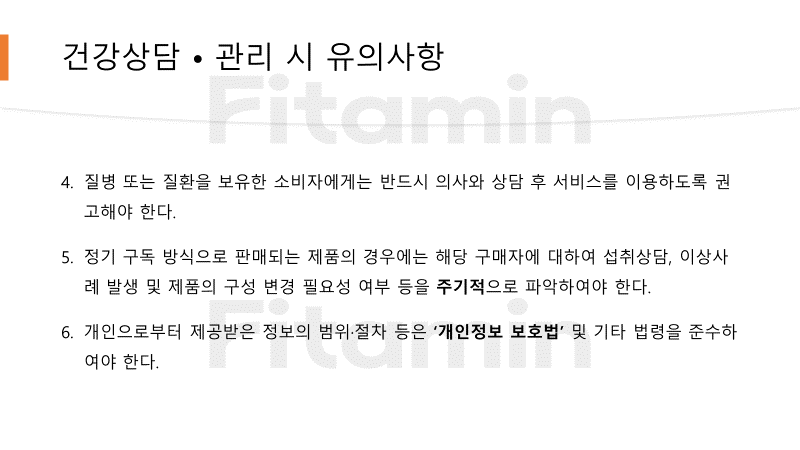 건강상담 • 관리 시 유의사항
Fitamin
4. 질병 또는 질환을 보유한 소비자에게는 반드시 의사와 상담 후 서비스를 이용하도록 권
고해야 한다.
5. 정기 구독 방식으로 판매되는 제품의 경우에는 해당 구매자에 대하여 섭취상담, 이상사
례 발생 및 제품의 구성 변경 필요성 여부 등을 주기적으로 파악하여야 한다.
Fitamin
6. 개인으로부터 제공받은 정보의 범위·절차 등은 ‘개인정보 보호법’ 및 기타 법령을 준수하
여야 한다.